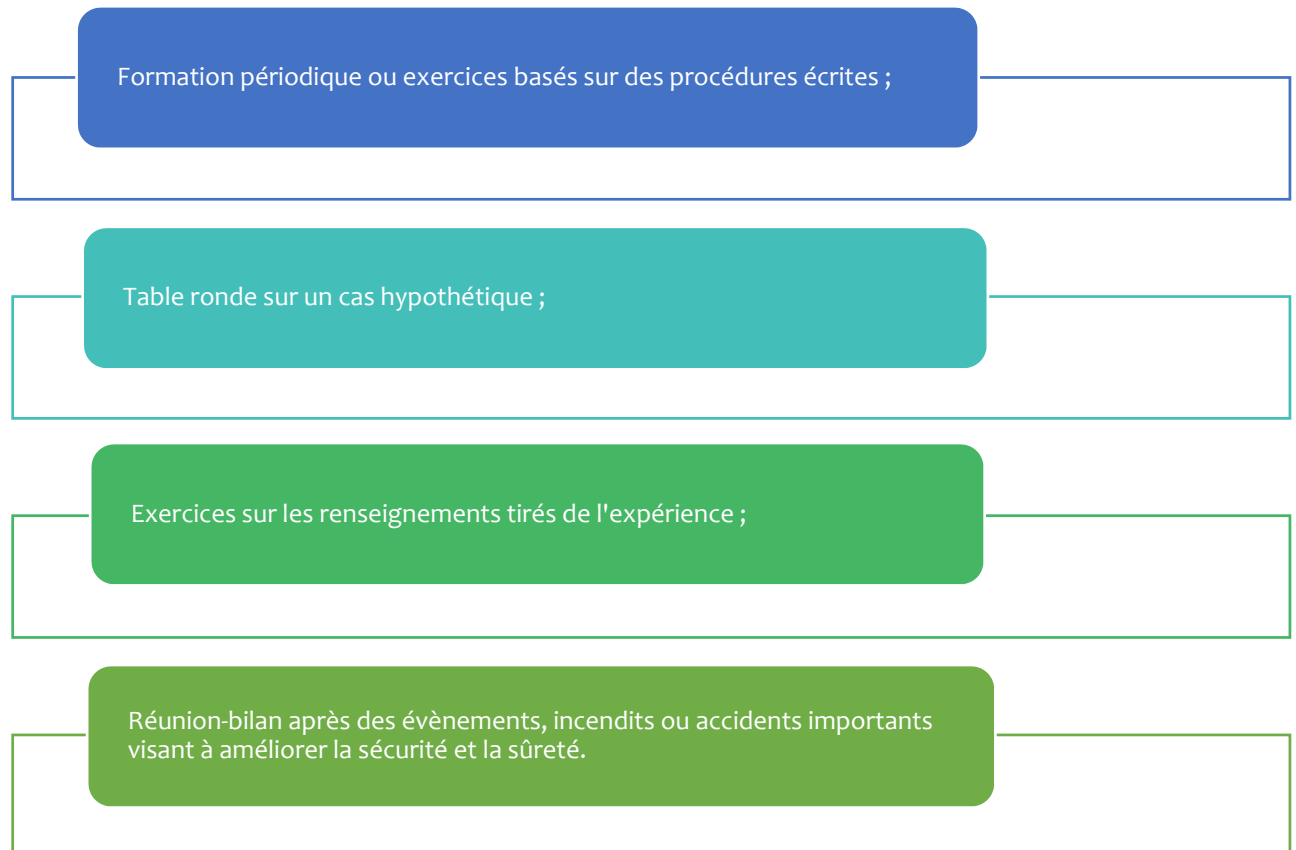 Formation périodique ou exercices basés sur des procédures écrites ;
Table ronde sur un cas hypothétique ;
Exercices sur les renseignements tirés de l'expérience ;
Réunion-bilan après des évènements, incendits ou accidents importants
visant à améliorer la sécurité et la sûreté.